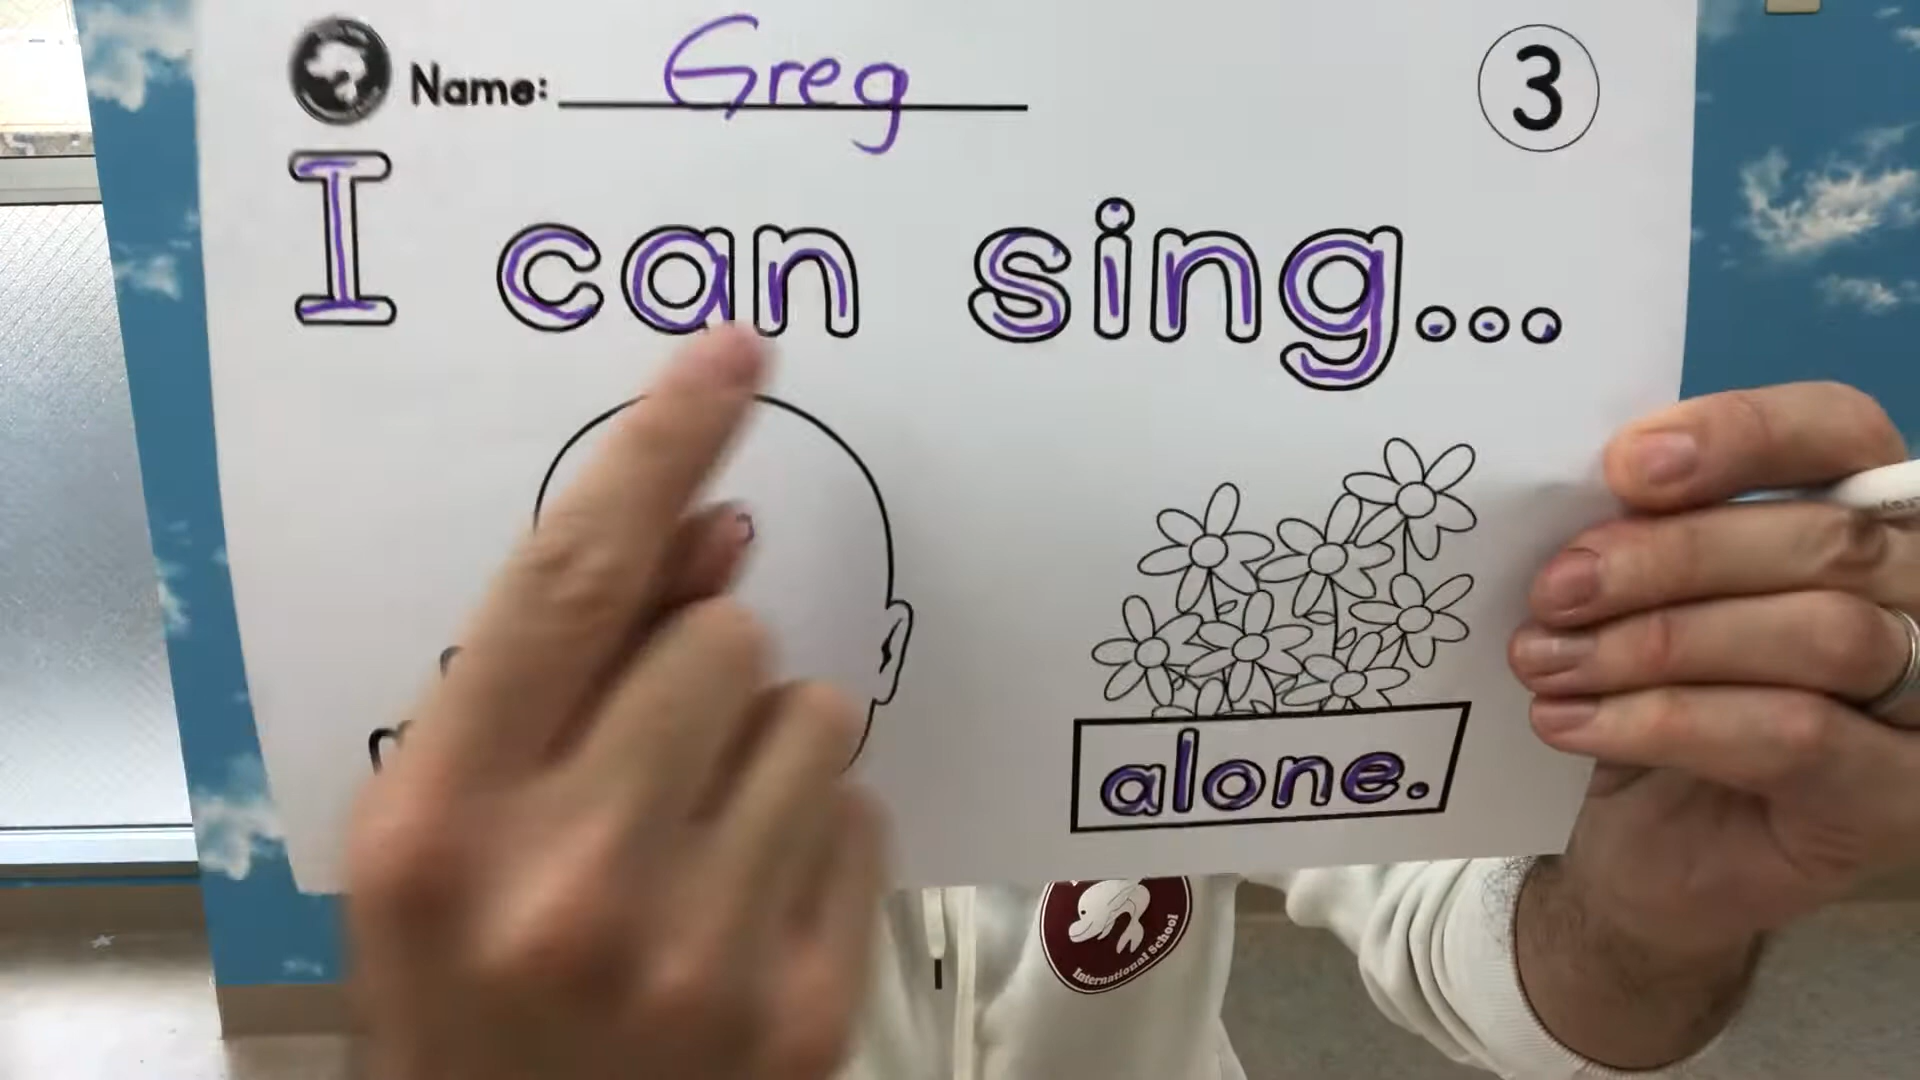 Name: Greg
3
I can sing...
alone.
International School